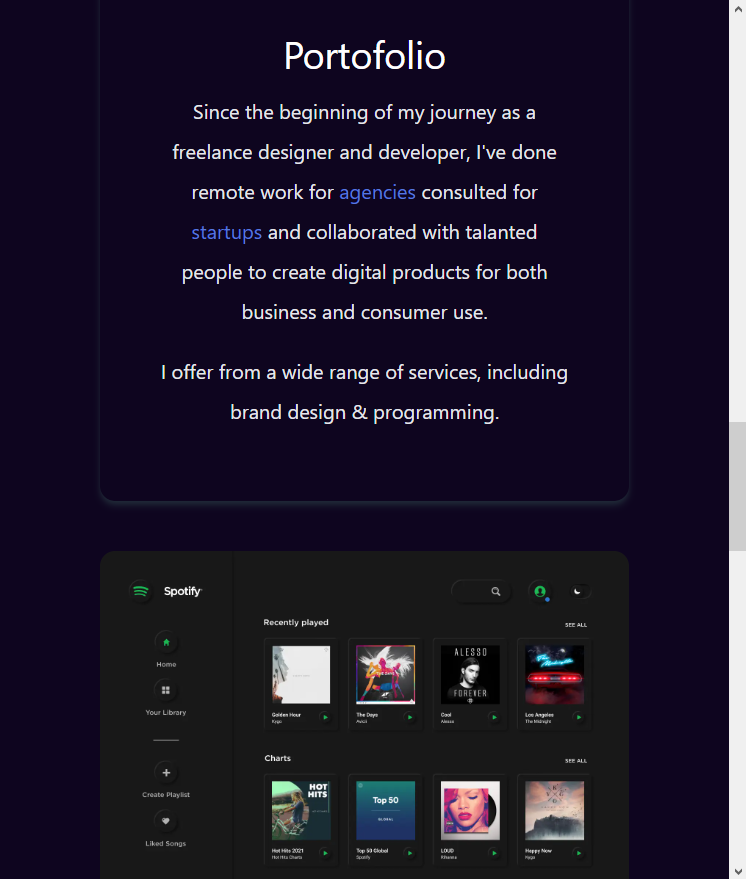 Portofolio
Since the beginning of my journey as a
freelance designer and developer, I've done
remote work for agencies consulted for
startups and collaborated with talanted
people to create digital products for both
business and consumer use.
I offer from a wide range of services, including
brand design & programming.
Spotify
Home
Your Library
Create Playlist
Liked Songs
Recently played
SEE ALL
ALESSO
FOREVER
The Midnight
Golden Hour
Kygo
The Days
Avicii
Cool
Alesso
Los Angeles
The Midnight
Charts
SEE ALL
HOT
HITS
Top 50
GLOBAL
Hot Hits 2021
Hot Hits Charts
Top 50 Global
Spotify
LOUD
Rihanna
Happy Now
Kygo